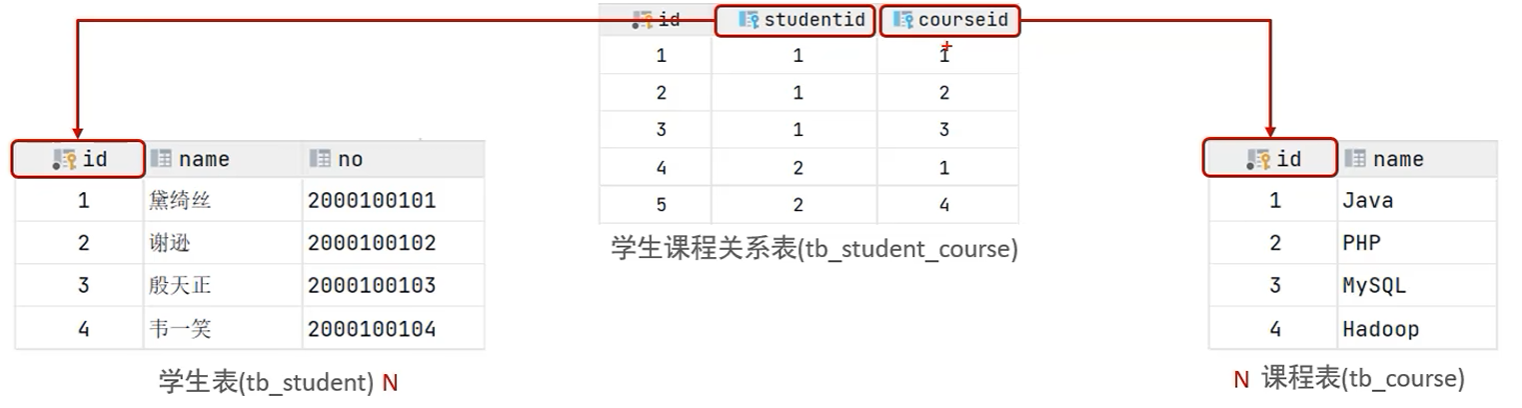 id studentid courseid
1 1 1
2 1 2
3 1 3
4 2 1
5 2 4
学生课程关系表(tb_student_course)
id name no
1 黛绮丝 2000100101
2 谢逊 2000100102
3 殷天正 2000100103
4 韦一笑 2000100104
学生表(tb_student) N
id name
1 Java
2 PHP
3 MySQL
4 Hadoop
N 课程表(tb_course)